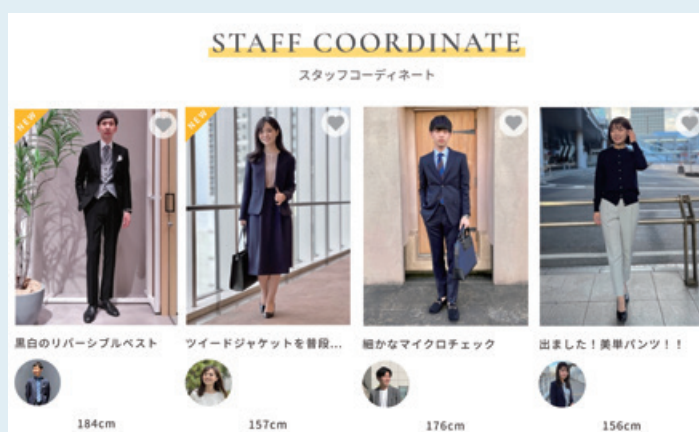 STAFF COORDINATE
スタッフコーディネート
NEW
NEW
黒白のリバーシブルベスト
ツイードジャケットを普段...
細かなマイクロチェック
出ました！美単パンツ！！
184cm
157cm
176cm
156cm